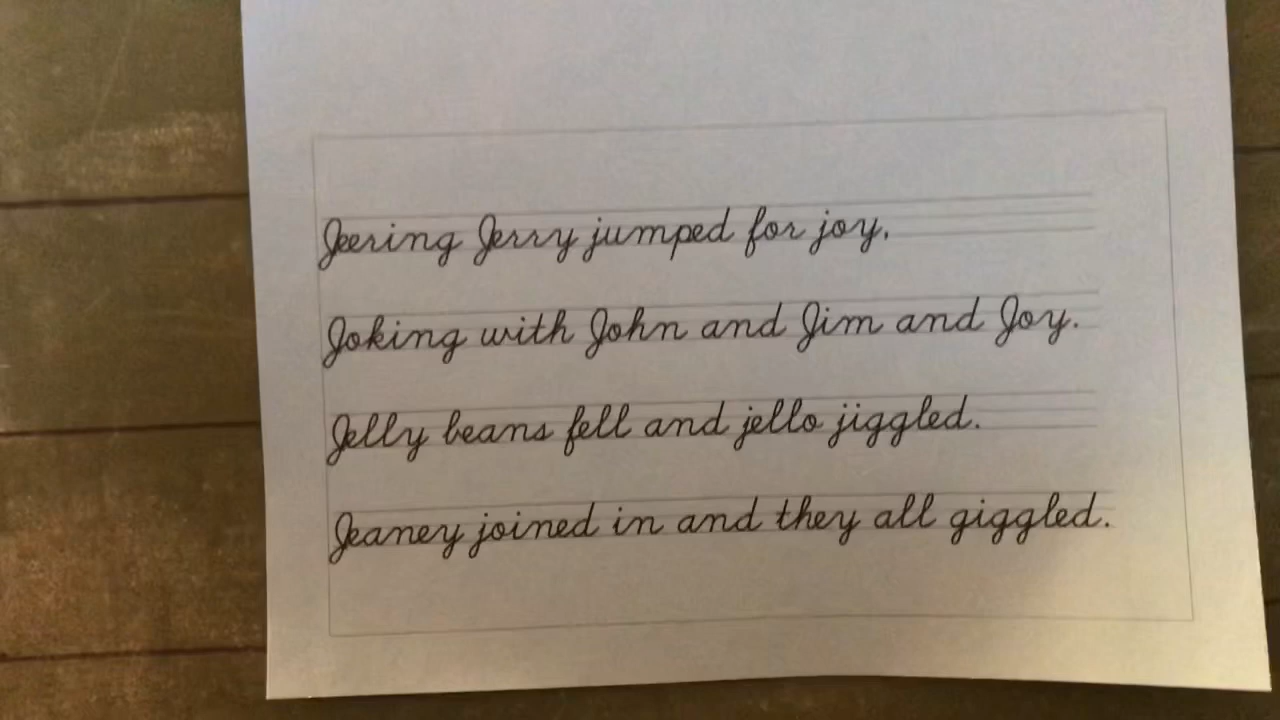 Jeering Jerry jumped for joy.
Joking with John and Jim and Joy.
Jelly beans fell and jello jiggled.
Jeaney joined in and they all giggled.